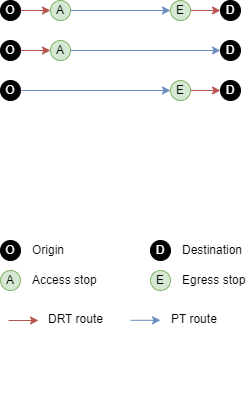 O A E D
O A D
O E D
O Origin D Destination
A Access stop E Egress stop
DRT route PT route